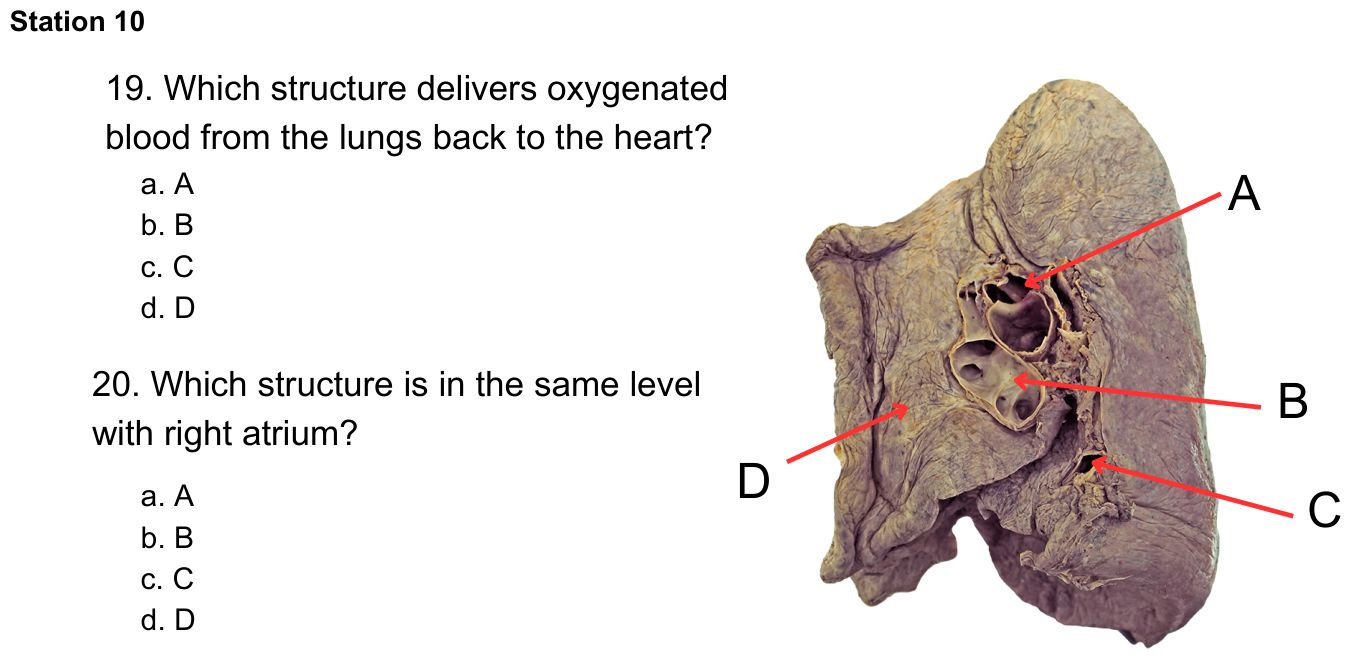 Station 10
19. Which structure delivers oxygenated
blood from the lungs back to the heart?
a. A
b. B
c. C
d. D
20. Which structure is in the same level
with right atrium?
a. A
b. B
c. C
d. D
A
B
D
C